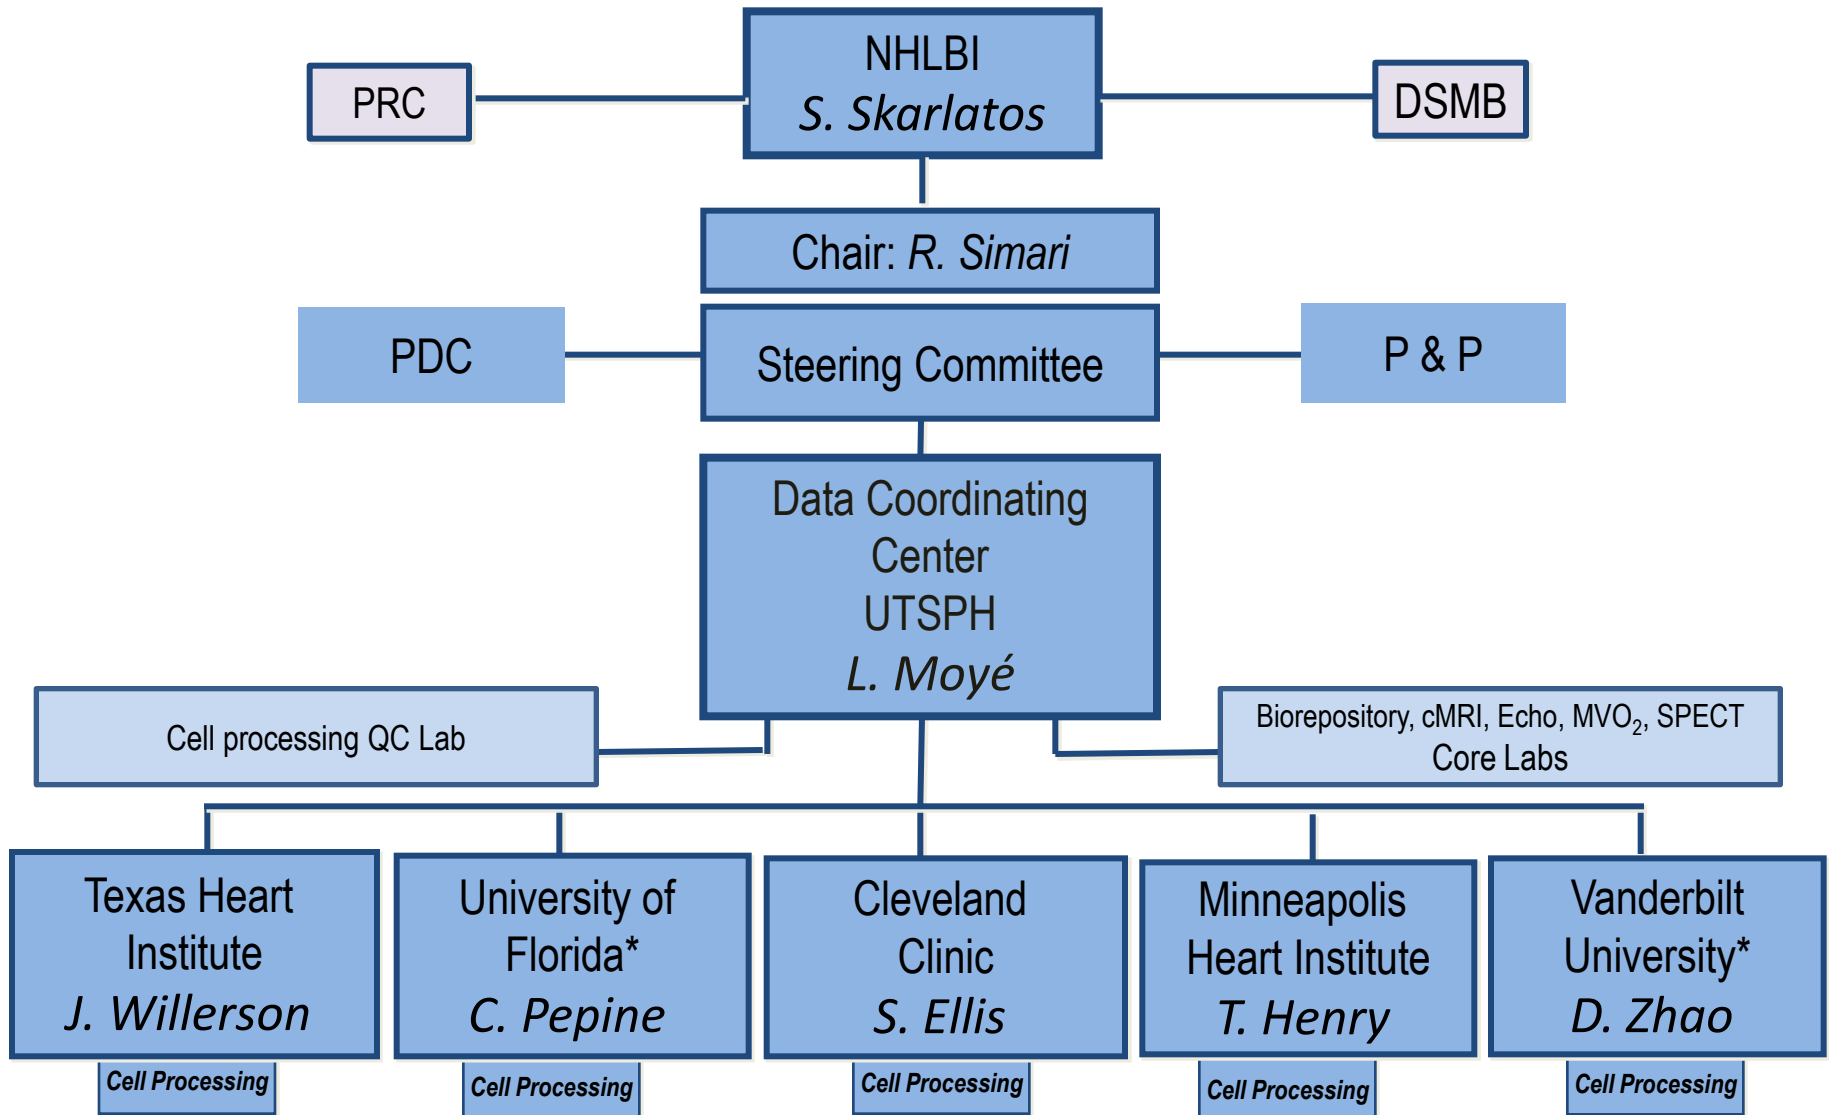 NHLBI
S. Skarlatos
PRC
DSMB
Chair: R. Simari
PDC
Steering Committee
P & P
Data Coordinating
Center
UTSPH
L. Moyé
Cell processing QC Lab
Biorepository, cMRI, Echo, MVO₂, SPECT
Core Labs
Texas Heart
Institute
J. Willerson
Cell Processing
University of
Florida*
C. Pepine
Cell Processing
Cleveland
Clinic
S. Ellis
Cell Processing
Minneapolis
Heart Institute
T. Henry
Cell Processing
Vanderbilt
University*
D. Zhao
Cell Processing